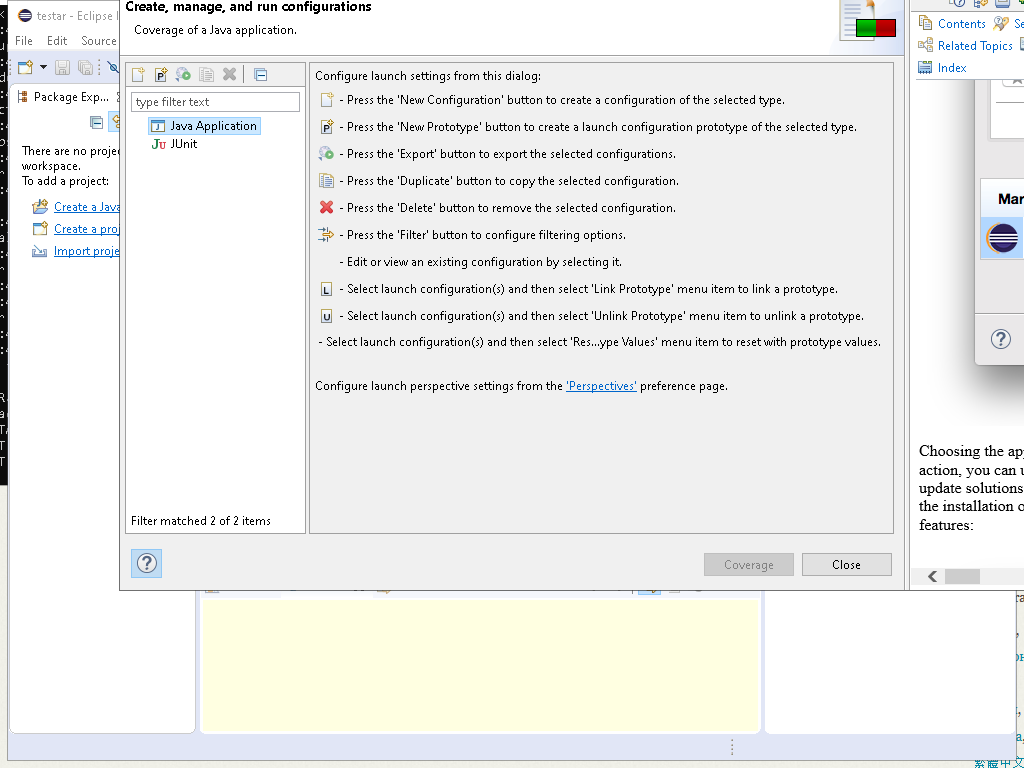 testar - Eclipse
File Edit Source
Package Exp...
There are no
workspace.
To add a project:
Create a Java
Create a
Import
Create, manage, and run configurations
Coverage of a Java application.
type filter text
Java Application
JUnit
Filter matched 2 of 2 items
Configure launch settings from this dialog:
- Press the 'New Configuration' button to create a configuration of the selected type.
- Press the 'New Prototype' button to create a launch configuration prototype of the selected type.
- Press the 'Export' button to export the selected configurations.
- Press the 'Duplicate' button to copy the selected configuration.
- Press the 'Delete' button to remove the selected configuration.
- Press the 'Filter' button to configure filtering options.
- Edit or view an existing configuration by selecting it.
- Select launch configuration(s) and then select 'Link Prototype' menu item to link a prototype.
- Select launch configuration(s) and then select 'Unlink Prototype' menu item to unlink a prototype.
- Select launch configuration(s) and then select 'Res...ype Values' menu item to reset with prototype values.
Configure launch perspective settings from the 'Perspectives' preference page.
Coverage Close
Contents
Related Topics
Index
Choosing the
action, you can
update solutions
the installation
features:
繁體中文